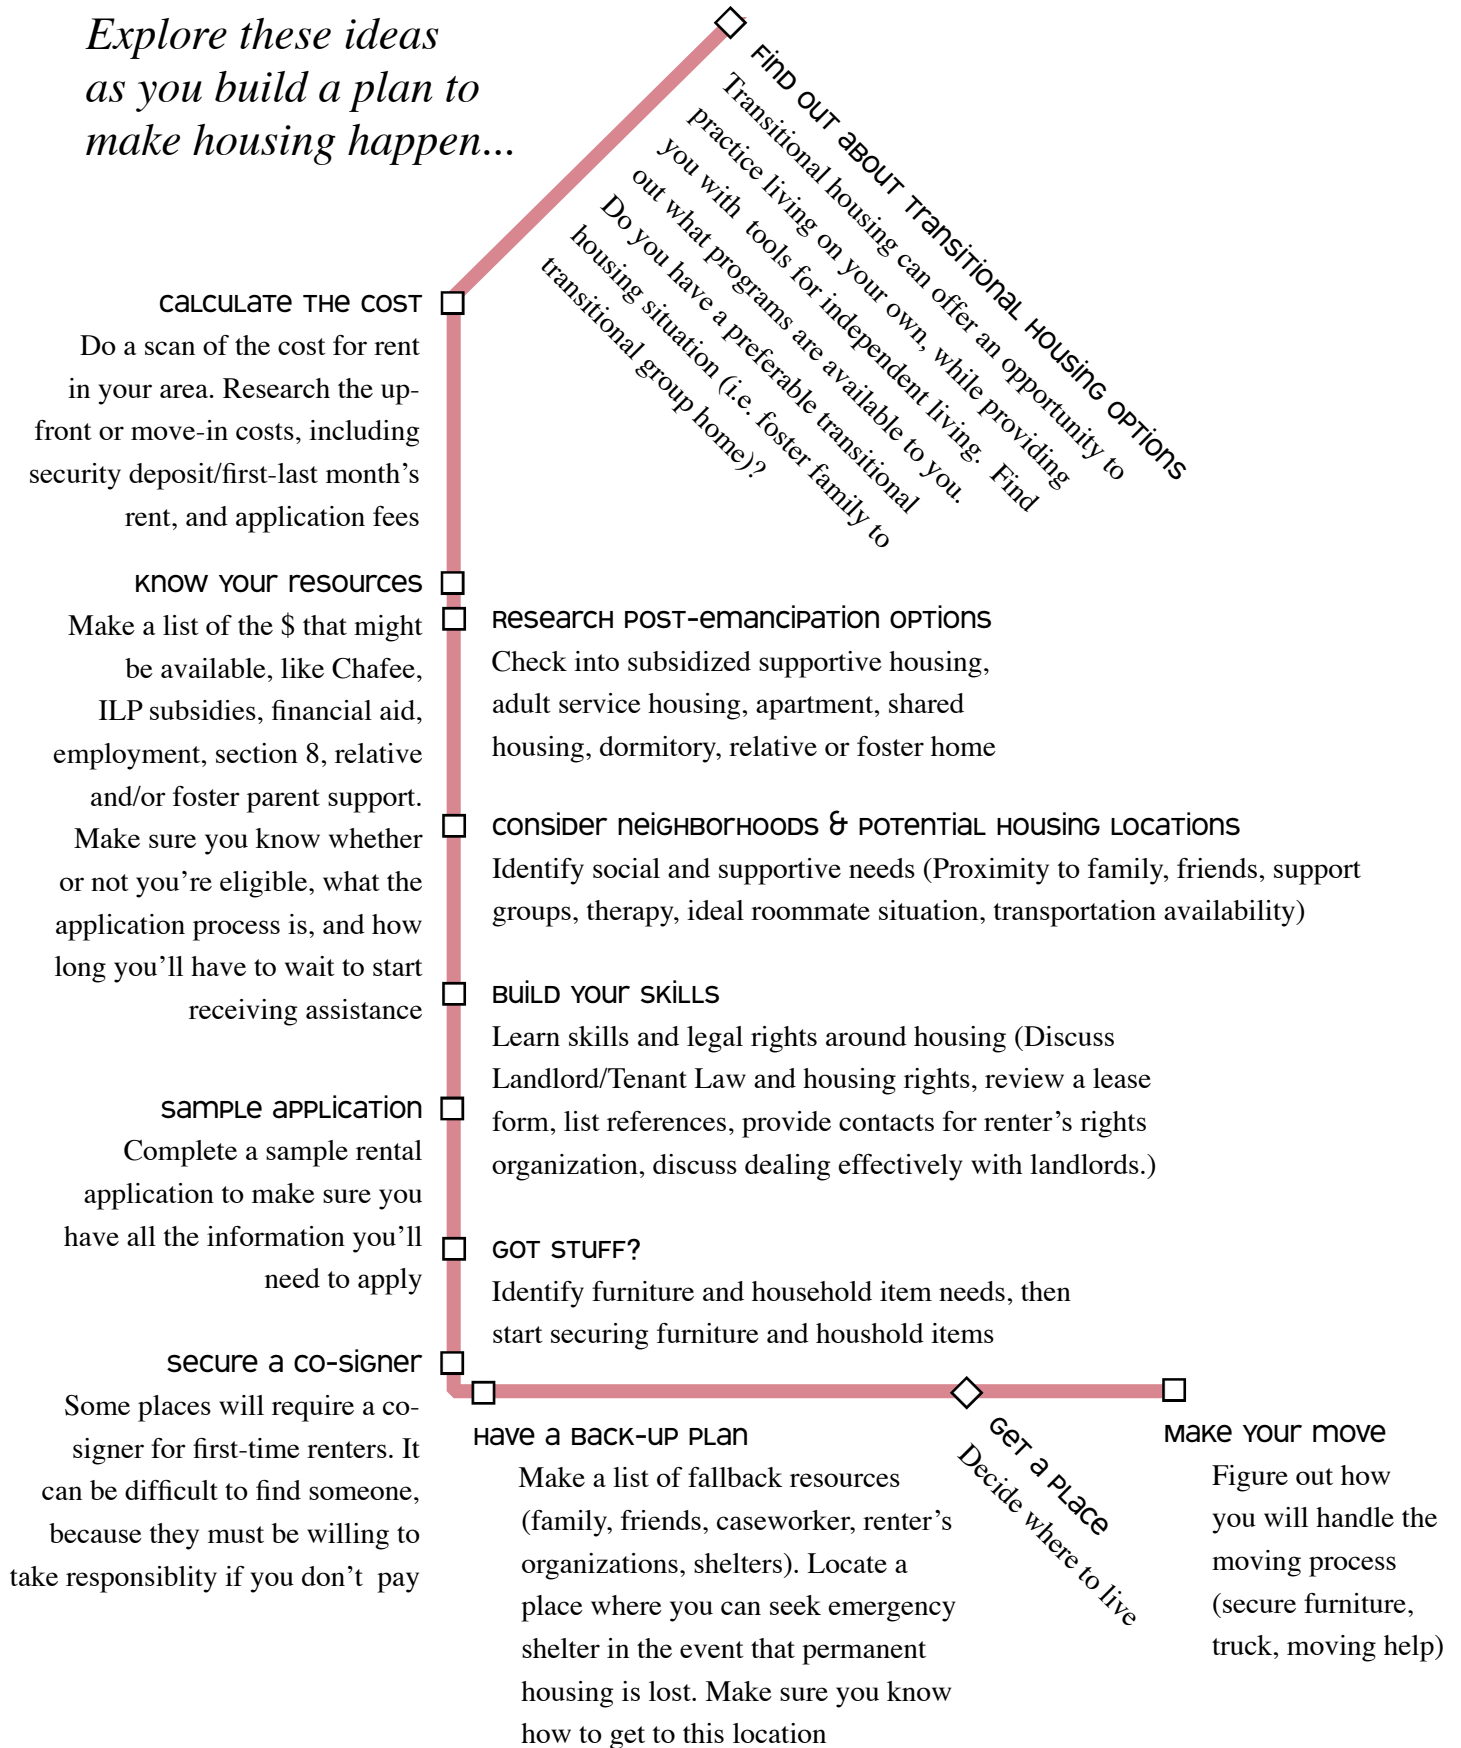 Explore these ideas
as you build a plan to
make housing happen...
Find out about transitional housing options
Transitional housing can offer an opportunity to
practice living on your own, while providing
you with  tools for independent living.  Find
out what programs are available to you.
Do you have a preferable transitional
housing situation (i.e. foster family to
transitional group home)?
calculate the cost
Do a scan of the cost for rent
in your area. Research the up-
front or move-in costs, including
security deposit/first-last month's
rent, and application fees
Know your resources
Make a list of the $ that might
be available, like Chafee,
ILP subsidies, financial aid,
employment, section 8, relative
and/or foster parent support.
Make sure you know whether
or not you're eligible, what the
application process is, and how
long you'll have to wait to start
receiving assistance
Research post-emancipation options
Check into subsidized supportive housing,
adult service housing, apartment, shared
housing, dormitory, relative or foster home
consider neighborhoods & potential housing locations
Identify social and supportive needs (Proximity to family, friends, support
groups, therapy, ideal roommate situation, transportation availability)
Build your skills
Learn skills and legal rights around housing (Discuss
Landlord/Tenant Law and housing rights, review a lease
form, list references, provide contacts for renter's rights
organization, discuss dealing effectively with landlords.)
sample application
Complete a sample rental
application to make sure you
have all the information you'll
need to apply
Got stuff?
Identify furniture and household item needs, then
start securing furniture and houshold items
secure a co-signer
Some places will require a co-
signer for first-time renters. It
can be difficult to find someone,
because they must be willing to
take responsiblity if you don't  pay
Have a back-up plan
Make a list of fallback resources
(family, friends, caseworker, renter's
organizations, shelters). Locate a
place where you can seek emergency
shelter in the event that permanent
housing is lost. Make sure you know
how to get to this location
Get a place
Decide where to live
Make your move
Figure out how
you will handle the
moving process
(secure furniture,
truck, moving help)